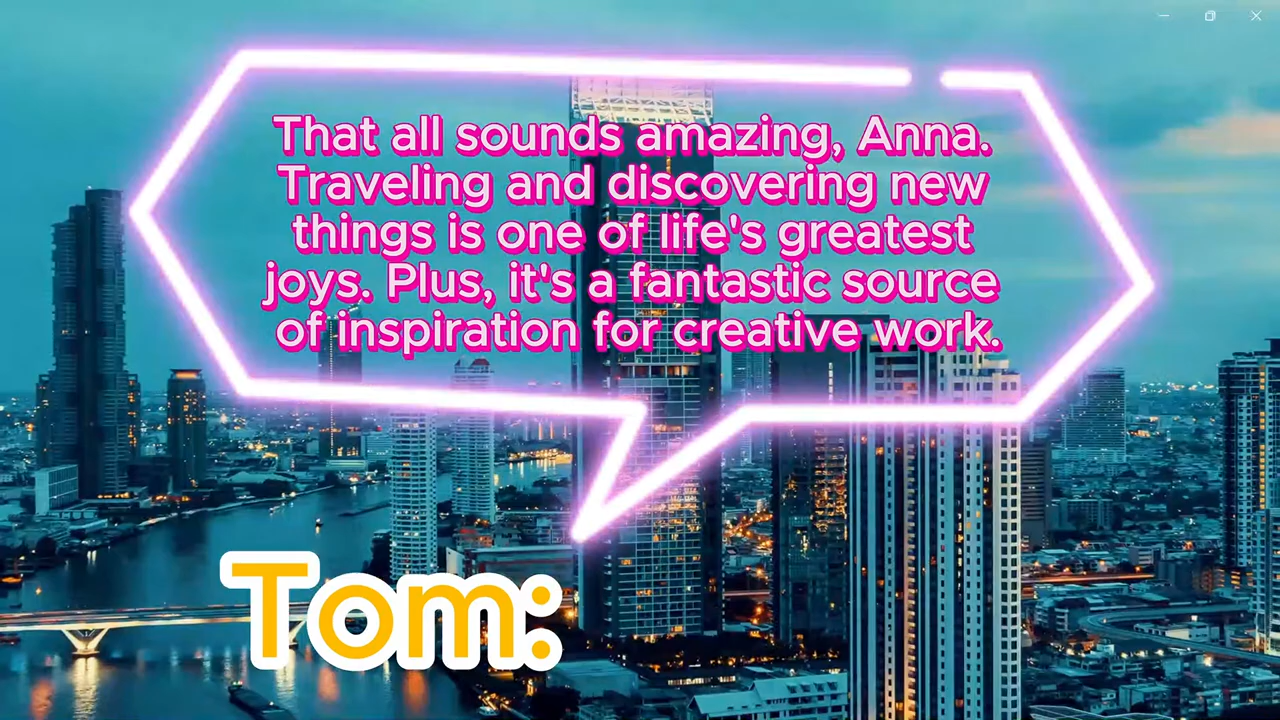 That all sounds amazing, Anna.
Traveling and discovering new
things is one of life's greatest
joys. Plus, it's a fantastic source
of inspiration for creative work.
Tom: